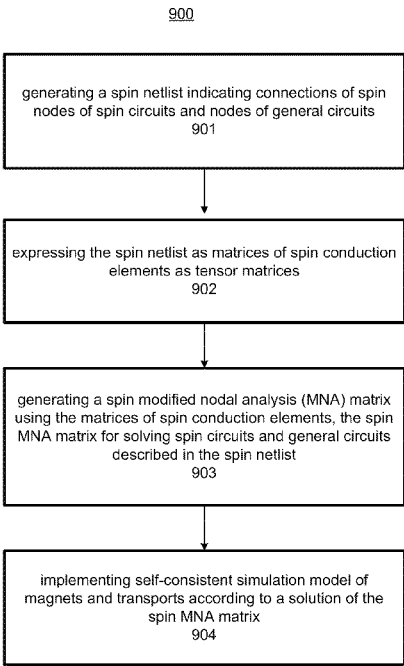 900
generating a spin netlist indicating connections of spin
nodes of spin circuits and nodes of general circuits
901
expressing the spin netlist as matrices of spin conduction
elements as tensor matrices
902
generating a spin modified nodal analysis (MNA) matrix
using the matrices of spin conduction elements, the spin
MNA matrix for solving spin circuits and general circuits
described in the spin netlist
903
implementing self-consistent simulation model of
magnets and transports according to a solution of the
spin MNA matrix
904